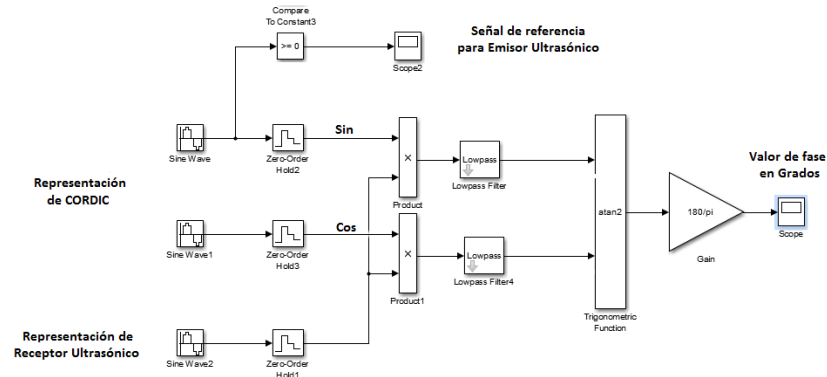 Compare
To Constant3
>= 0
Scope2
Señal de referencia
para Emisor Ultrasónico
Sine Wave
Zero-Order
Hold2
Sin
×
Product
Lowpass
Lowpass Filter
Representación
de CORDIC
Sine Wave1
Zero-Order
Hold3
Cos
×
Product1
Lowpass
Lowpass Filter4
atan2
Trigonometric
Function
180/pi
Gain
Valor de fase
en Grados
Scope
Representación de
Receptor Ultrasónico
Sine Wave2
Zero-Order
Hold1